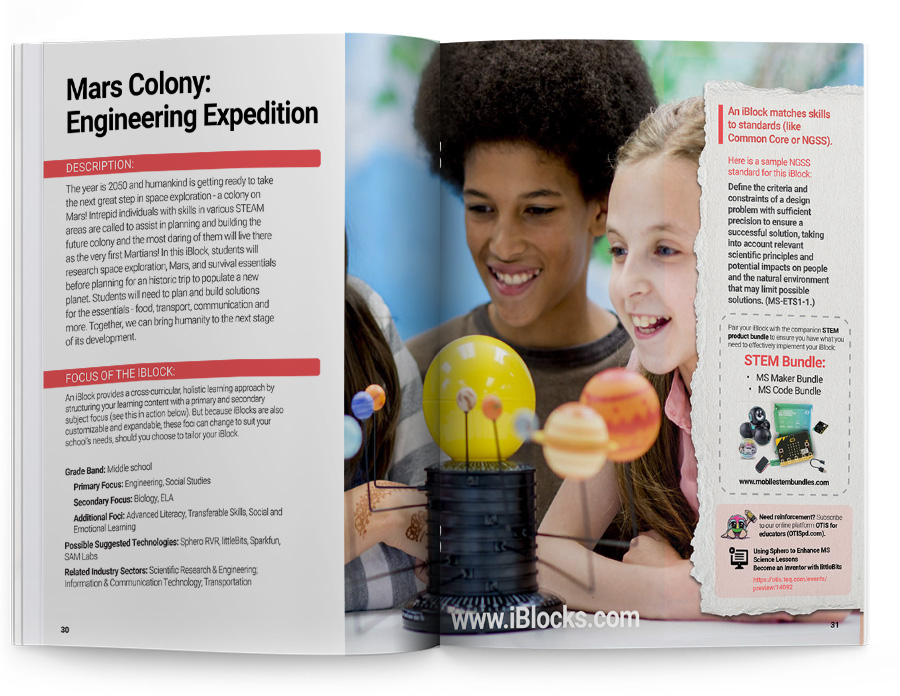 Mars Colony:
Engineering Expedition
DESCRIPTION:
The year is 2050 and humankind is getting ready to take
the next great step in space exploration - a colony on
Mars! Intrepid individuals with skills in various STEAM
areas are called to assist in planning and building the
future colony and the most daring of them will live there
as the very first Martians! In this iBlock, students will
research space exploration, Mars, and survival essentials
before planning for an historic trip to populate a new
planet. Students will need to plan and build solutions
for the essentials - food, transport, communication and
more. Together, we can bring humanity to the next stage
of its development.
FOCUS OF THE IBLOCK:
An iBlock provides a cross-curricular, holistic learning approach by
structuring your learning content with a primary and secondary
subject focus (see this in action below). But because iBlocks are also
customizable and expandable, these foci can change to suit your
school's needs, should you choose to tailor your iBlock.
Grade Band: Middle school
Primary Focus: Engineering, Social Studies
Secondary Focus: Biology, ELA
Additional Foci: Advanced Literacy, Transferable Skills, Social and
Emotional Learning
Possible Suggested Technologies: Sphero RVR, littleBits, Sparkfun,
SAM Labs
Related Industry Sectors: Scientific Research & Engineering;
Information & Communication Technology; Transportation
30
An iBlock matches skills
to standards (like
Common Core or NGSS).
Here is a sample NGSS
standard for this iBlock:
Define the criteria and
constraints of a design
problem with sufficient
precision to ensure a
successful solution, taking
into account relevant
scientific principles and
potential impacts on people
and the natural environment
that may limit possible
solutions. (MS-ETS1-1.)
Pair your iBlock with the companion STEM
product bundle to ensure you have what you
need to effectively implement your iBlock:
STEM Bundle:
• MS Maker Bundle
• MS Code Bundle
www.mobilestembundles.com
Need reinforcement? Subscribe
to our online platform OTIS for
educators (OTISpd.com).
Using Sphero to Enhance MS
Science Lessons
Become an Inventor with littleBits
https://otis.teq.com/events/
preview/14092
www.iBlocks.com
31